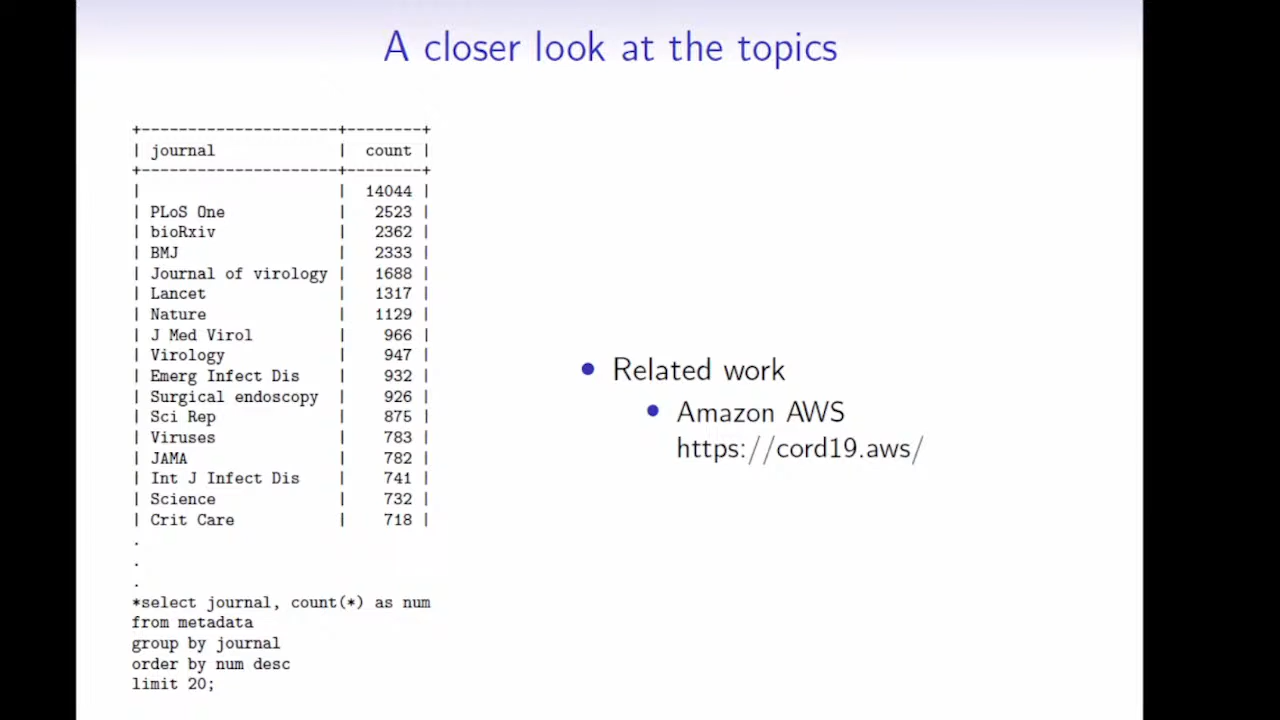 A closer look at the topics
+----------------------+--------+
| journal | count |
+----------------------+--------+
| | 14044 |
| PLoS One | 2523 |
| bioRxiv | 2362 |
| BMJ | 2333 |
| Journal of virology | 1688 |
| Lancet | 1317 |
| Nature | 1129 |
| J Med Virol | 966 |
| Virology | 947 |
| Emerg Infect Dis | 932 |
| Surgical endoscopy | 926 |
| Sci Rep | 875 |
| Viruses | 783 |
| JAMA | 782 |
| Int J Infect Dis | 741 |
| Science | 732 |
| Crit Care | 718 |
.
.
.
*select journal, count(*) as num
from metadata
group by journal
order by num desc
limit 20;
• Related work
• Amazon AWS
https://cord19.aws/